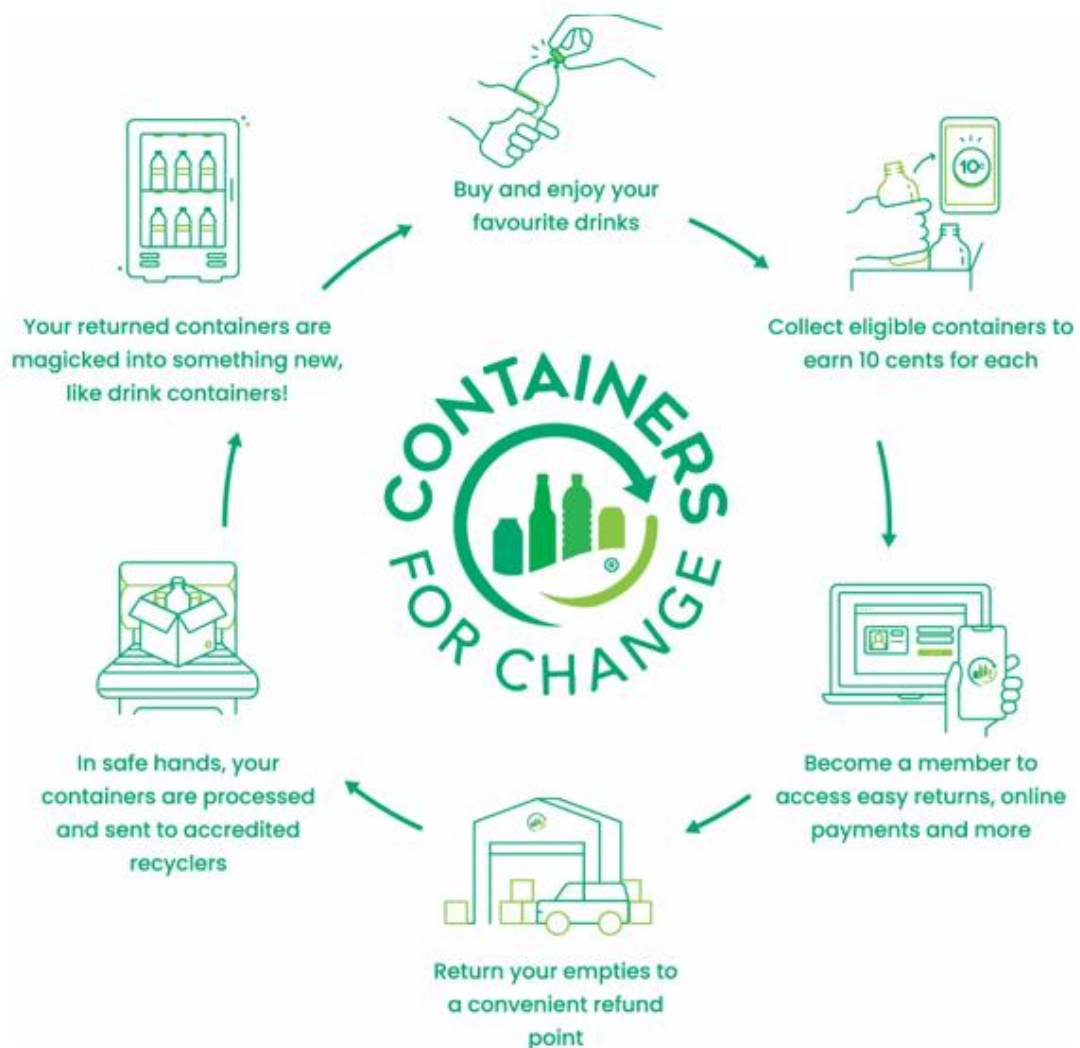 Buy and enjoy your
favourite drinks
10c
Collect eligible containers to
earn 10 cents for each
Your returned containers are
magicked into something new,
like drink containers!
CONTAINERS
FOR CHANGE
®
Become a member to
access easy returns, online
payments and more
In safe hands, your
containers are processed
and sent to accredited
recyclers
Return your empties to
a convenient refund
point